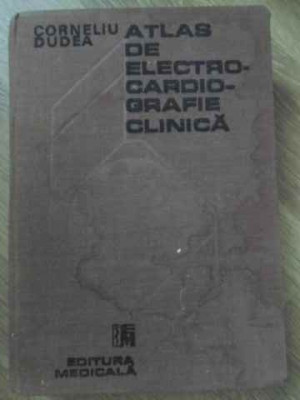 CORNELIU
DUDEA
ATLAS
DE
ELECTRO-
CARDIO-
GRAFIE
CLINICĂ
EDITURA
MEDICALĂ